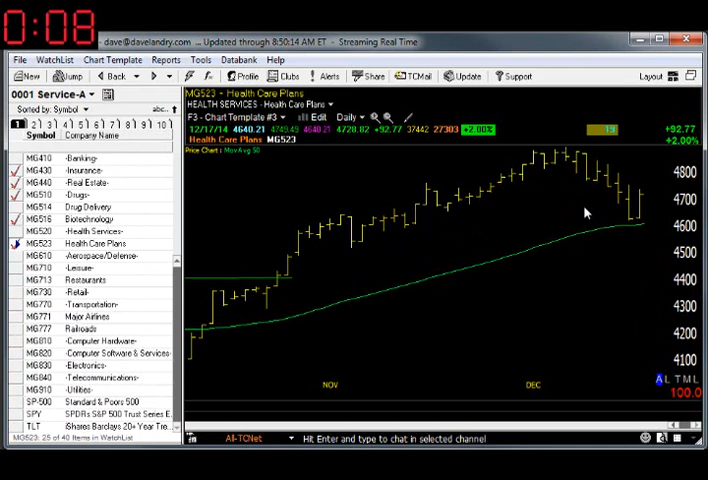 0:08
- dave@davelandry.com ... Updated through 8:50:14 AM ET - Streaming Real Time
File WatchList Chart Template Reports Tools Databank Help
New Jump Back Edit Profile Clubs Alerts Share TCMail Update Support Layout
0001 Service-A
Sorted by: Symbol abc..
1 2 3 4 5 6 7 8 9 10
Symbol Company Name
MG410 -Banking-
MG430 -Insurance-
MG440 -Real Estate-
MG510 -Drugs-
MG514 Drug Delivery
MG516 Biotechnology
MG520 -Health Services-
MG523 Health Care Plans
MG610 -Aerospace/Defense-
MG710 -Leisure-
MG713 Restaurants
MG730 -Retail-
MG770 -Transportation-
MG771 Major Airlines
MG777 Railroads
MG810 -Computer Hardware-
MG820 -Computer Software & Services-
MG830 -Electronics-
MG840 -Telecommunications-
MG910 -Utilities-
SP-500 Standard & Poors 500
SPY SPDRs S&P 500 Trust Series E...
TLT iShares Barclays 20+ Year Tre...
MG523: 25 of 40 Items in WatchList
MG523 - Health Care Plans
HEALTH SERVICES - Health Care Plans
F3 - Chart Template #3 Edit Daily
12/17/14 4640.21 4749.49 4640.21 4728.82 +92.77 37442 27303 +2.00% 19 +92.77
Health Care Plans MG523 +2.00%
Price Chart: MovAvg 50
4800
4700
4600
4500
4400
4300
4200
4100
NOV DEC
A L T M L
100.0
All-TCNet Hit Enter and type to chat in selected channel